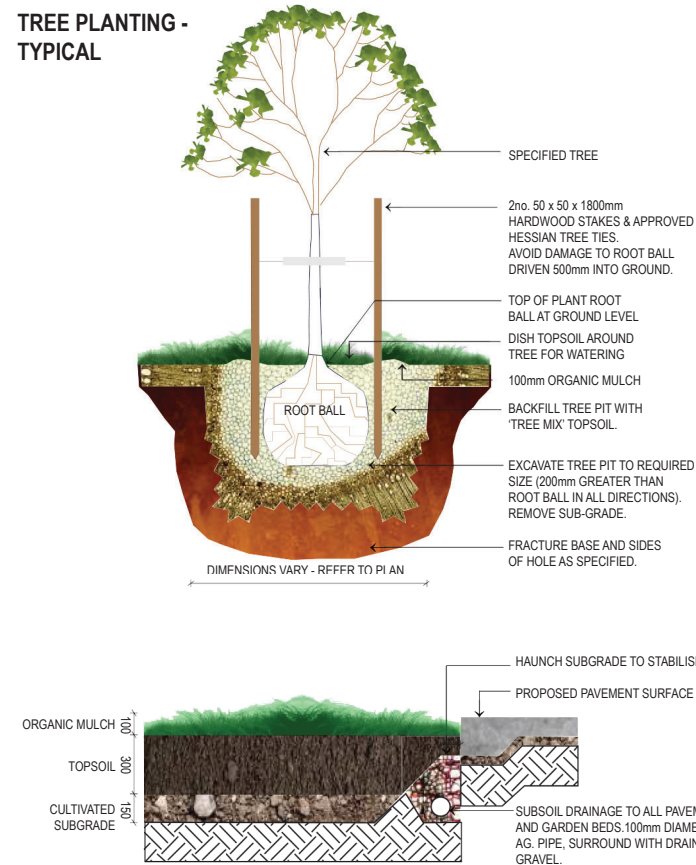 TREE PLANTING -
TYPICAL
SPECIFIED TREE
2no. 50 x 50 x 1800mm
HARDWOOD STAKES & APPROVED
HESSIAN TREE TIES.
AVOID DAMAGE TO ROOT BALL
DRIVEN 500mm INTO GROUND.
TOP OF PLANT ROOT
BALL AT GROUND LEVEL
DISH TOPSOIL AROUND
TREE FOR WATERING
100mm ORGANIC MULCH
ROOT BALL
BACKFILL TREE PIT WITH
'TREE MIX' TOPSOIL.
EXCAVATE TREE PIT TO REQUIRED
SIZE (200mm GREATER THAN
ROOT BALL IN ALL DIRECTIONS).
REMOVE SUB-GRADE.
FRACTURE BASE AND SIDES
OF HOLE AS SPECIFIED.
DIMENSIONS VARY - REFER TO PLAN
HAUNCH SUBGRADE TO STABILIS
PROPOSED PAVEMENT SURFACE
ORGANIC MULCH
100
TOPSOIL
300
CULTIVATED
SUBGRADE
150
SUBSOIL DRAINAGE TO ALL PAVEM
AND GARDEN BEDS.100mm DIAME
AG. PIPE, SURROUND WITH DRAIN
GRAVEL.